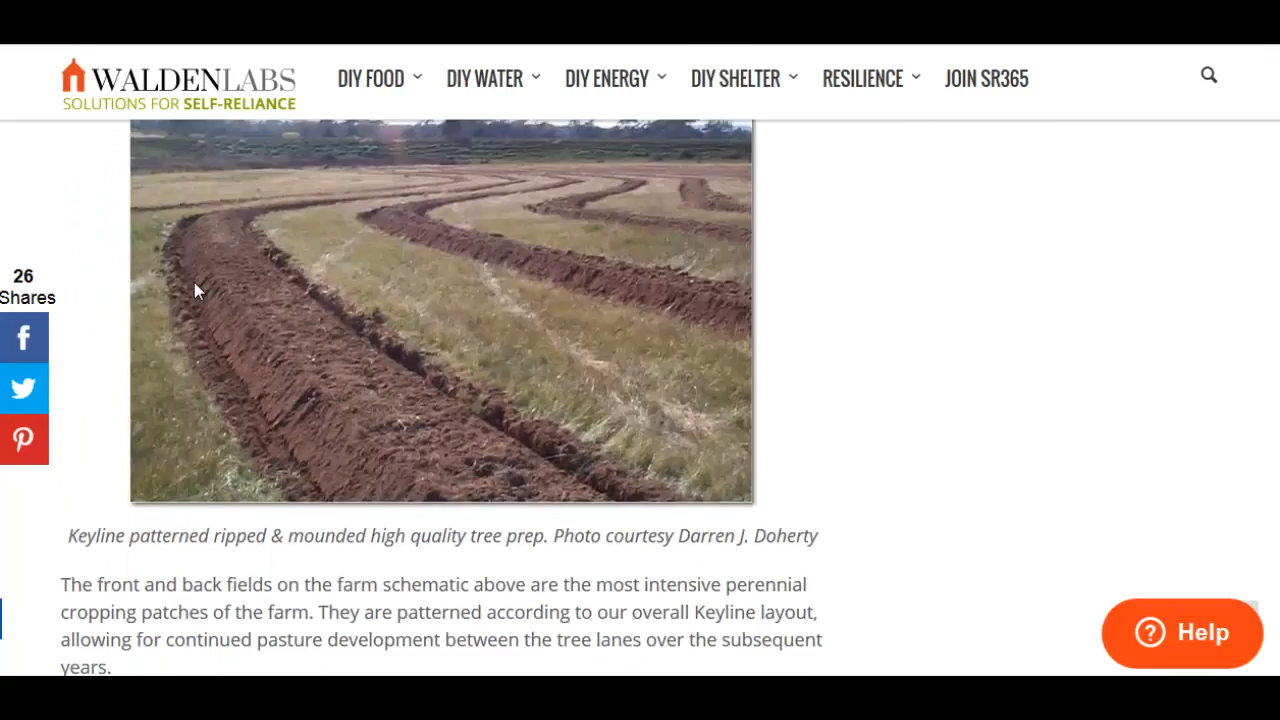 WALDENLABS
SOLUTIONS FOR SELF-RELIANCE
DIY FOOD DIY WATER DIY ENERGY DIY SHELTER RESILIENCE JOIN SR365
26
Shares
Keyline patterned ripped & mounded high quality tree prep. Photo courtesy Darren J. Doherty
The front and back fields on the farm schematic above are the most intensive perennial
cropping patches of the farm. They are patterned according to our overall Keyline layout,
allowing for continued pasture development between the tree lanes over the subsequent
years.
Help